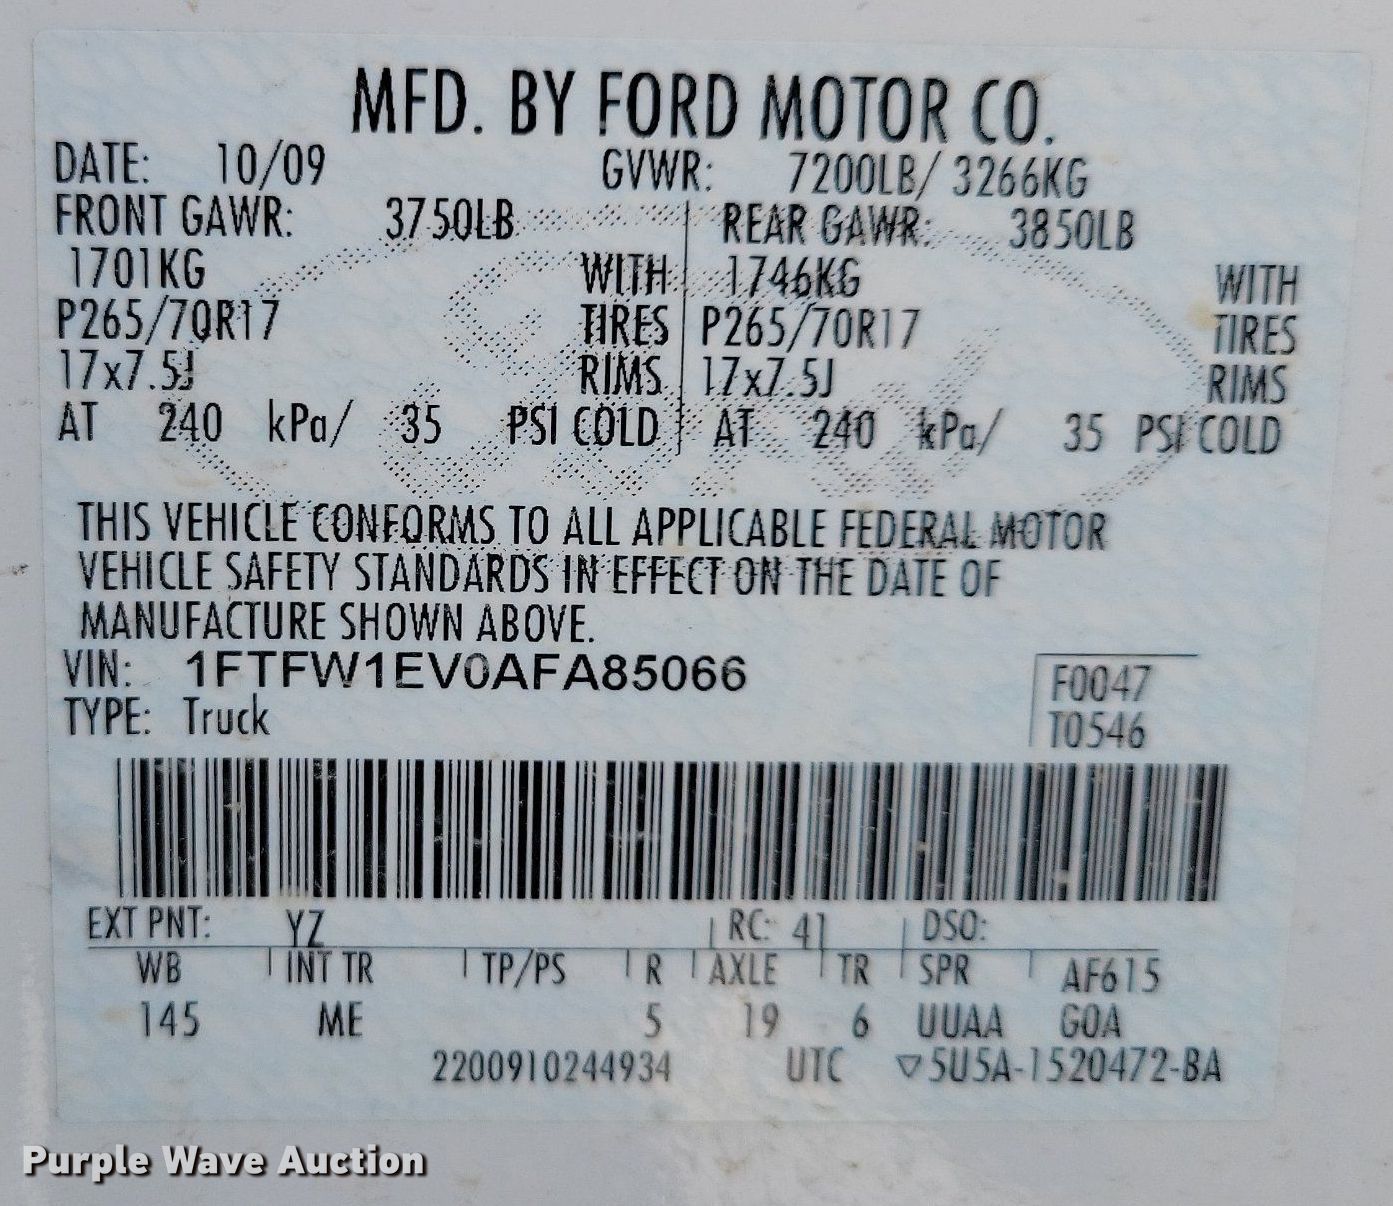 MFD. BY FORD MOTOR CO.
DATE: 10/09 GVWR: 7200LB/ 3266KG
FRONT GAWR: 3750LB REAR GAWR: 3850LB
1701KG WITH 1746KG WITH
P265/70R17 TIRES P265/70R17 TIRES
17x7.5J RIMS 17x7.5J RIMS
AT 240 kPa/ 35 PSI COLD AT 240 kPa/ 35 PSI COLD
THIS VEHICLE CONFORMS TO ALL APPLICABLE FEDERAL MOTOR
VEHICLE SAFETY STANDARDS IN EFFECT ON THE DATE OF
MANUFACTURE SHOWN ABOVE.
VIN: 1FTFW1EV0AFA85066 F0047
TYPE: Truck T0546
EXT PNT: YZ RC: 41 DSO:
WB INT TR TP/PS R AXLE TR SPR AF615
145 ME 5 19 6 UUAA GOA
2200910244934 UTC ▽5U5A-1520472-BA
Purple Wave Auction